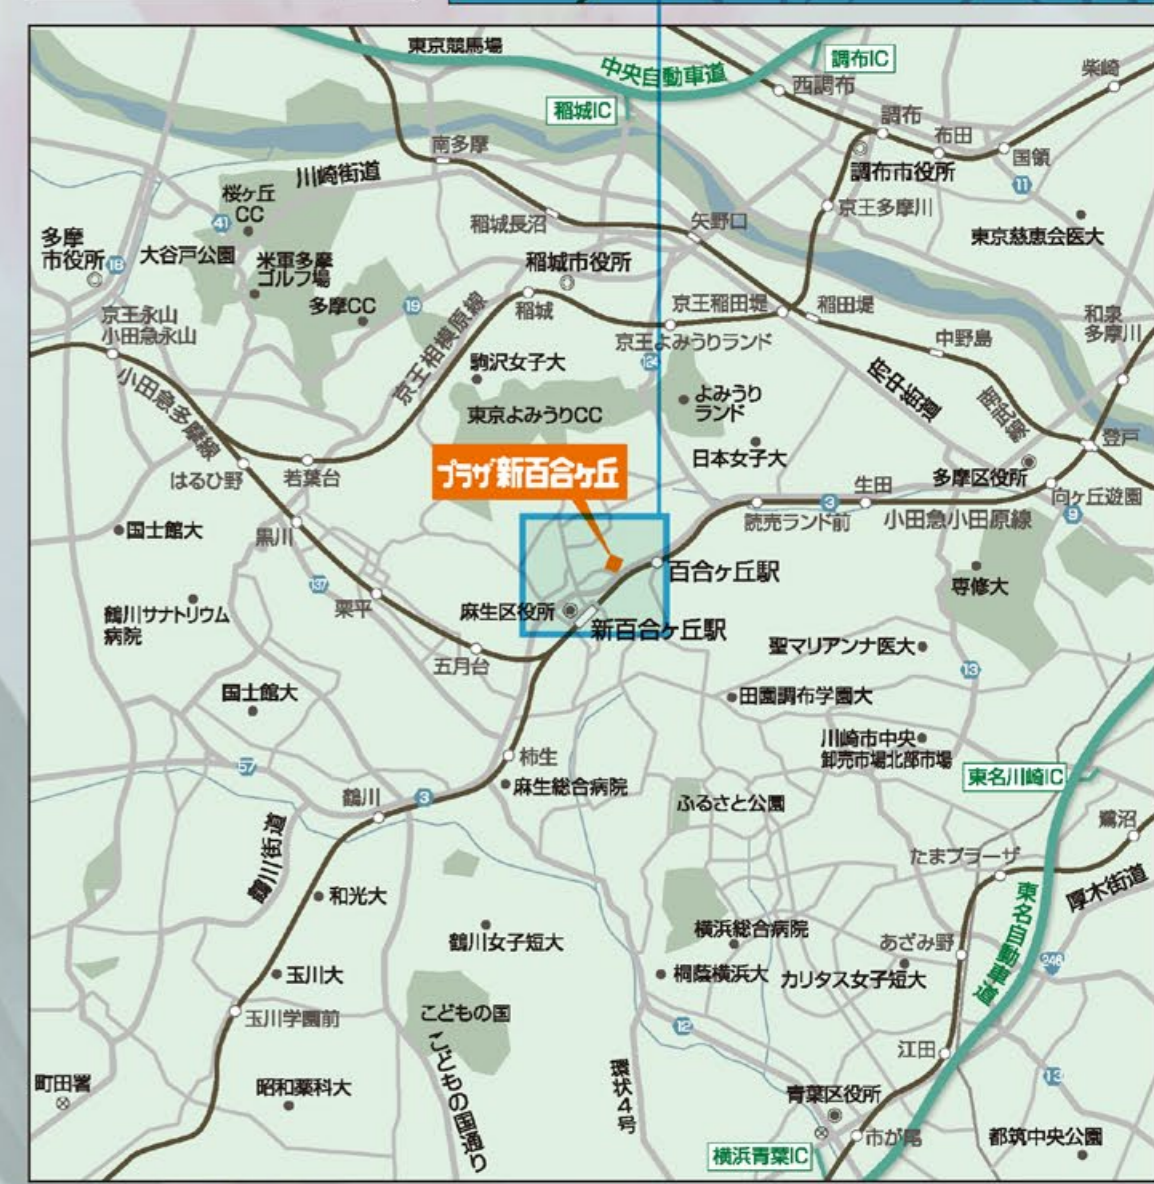 東京競馬場
中央自動車道
調布IC
稲城IC
西調布
柴崎
調布
布田
国領
調布市役所
11
南多摩
川崎街道
桜ヶ丘
CC
41
稲城長沼
矢野口
京王多摩川
東京慈恵会医大
多摩
市役所
18
大谷戸公園
米軍多摩
ゴルフ場
稲城市役所
多摩CC
19
稲城
京王稲田堤
稲田堤
和泉
多摩川
京王永山
小田急永山
京王相模原線
京王よみうりランド
中野島
124
駒沢女子大
府中街道
南武線
小田急多摩線
東京よみうりCC
よみうり
ランド
登戸
日本女子大
プラザ新百合ヶ丘
はるひ野
若葉台
多摩区役所
生田
3
向ヶ丘遊園
9
読売ランド前
小田急小田原線
国士館大
黒川
百合ヶ丘駅
専修大
137
栗平
鶴川サナトリウム
病院
麻生区役所
新百合ヶ丘駅
五月台
聖マリアンナ医大
13
国士館大
田園調布学園大
川崎市中央
卸売市場北部市場
57
柿生
麻生総合病院
東名川崎IC
鶴川
3
ふるさと公園
鷺沼
鶴川街道
たまプラーザ
厚木街道
東名自動車道
和光大
鶴川女子短大
横浜総合病院
あざみ野
246
玉川大
桐蔭横浜大
カリタス女子短大
玉川学園前
こどもの国
12
こどもの国通り
江田
環状4号
13
町田署
昭和薬科大
青葉区役所
市が尾
都筑中央公園
横浜青葉IC